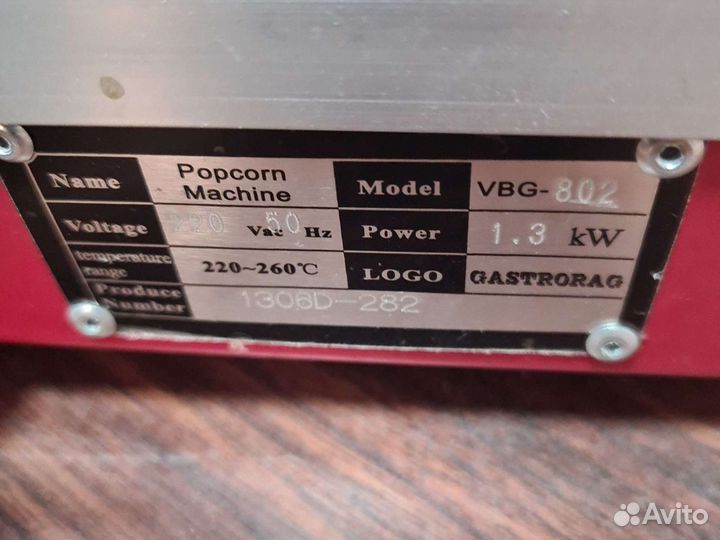 Name Popcorn Machine Model VBG-802
Voltage 220 Vac 50 Hz Power 1.3 kW
temperature range 220~260℃ LOGO GASTRORAG
Produce Number 1306D-282
Avito